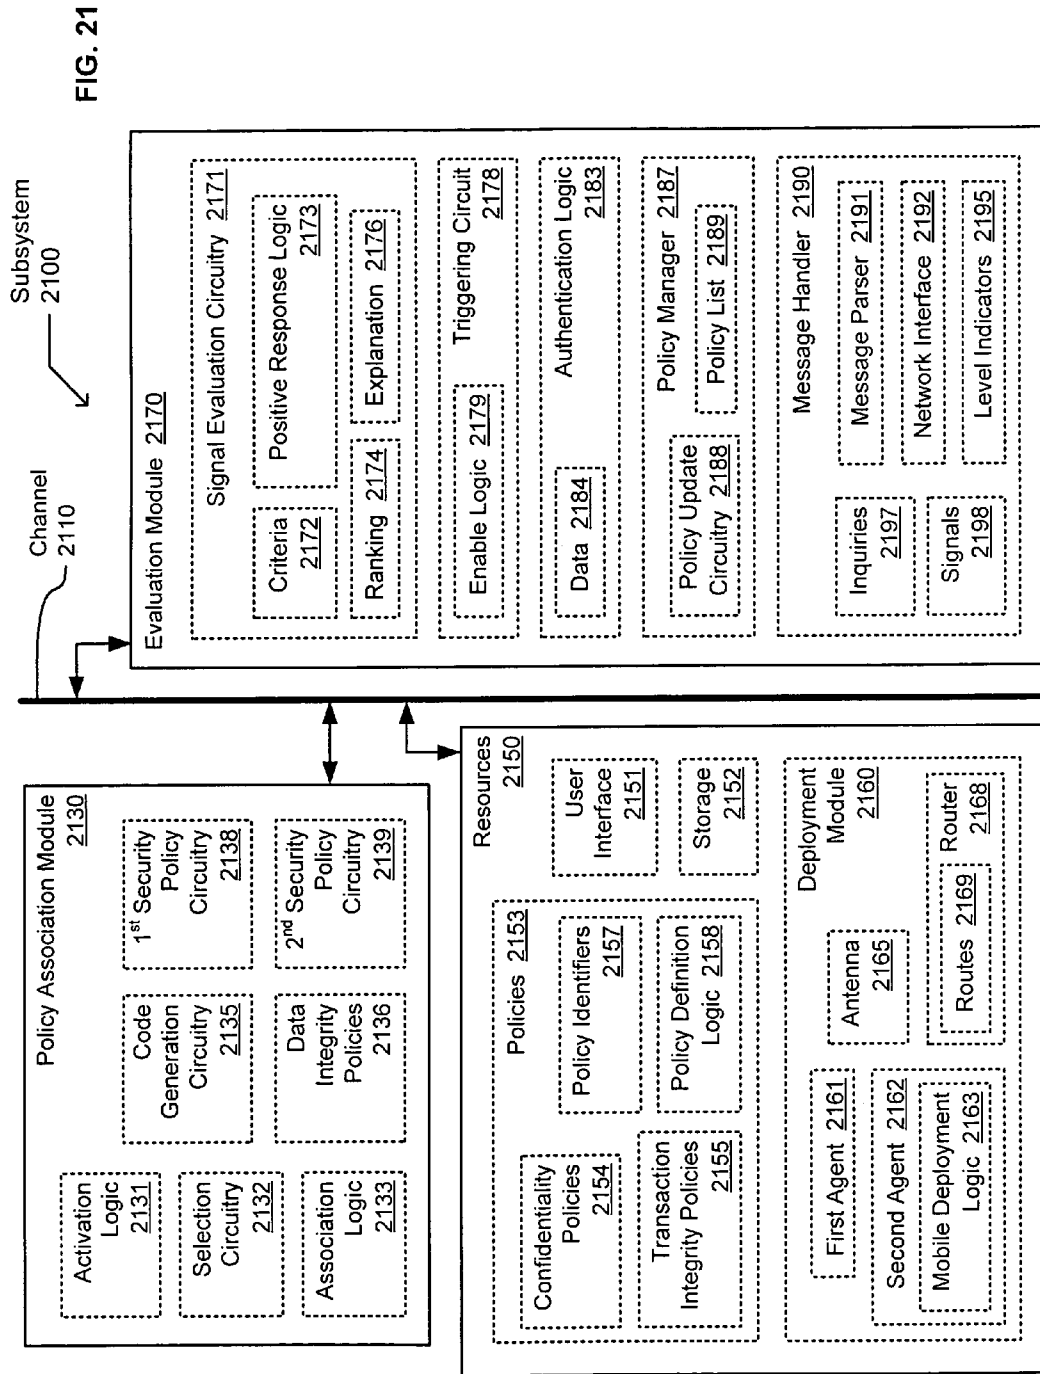 FIG. 21
Subsystem
2100
Channel
2110
Policy Association Module
2130
Activation
Logic
2131
Selection
Circuitry
2132
Association
Logic
2133
Code
Generation
Circuitry
2135
Data
Integrity
Policies
2136
1st Security
Policy
Circuitry
2138
2nd Security
Policy
Circuitry
2139
Resources
2150
Policies 2153
Confidentiality
Policies
2154
Transaction
Integrity Policies
2155
Policy Identifiers
2157
Policy Definition
Logic 2158
User
Interface
2151
Storage
2152
Deployment
Module
2160
First Agent 2161
Second Agent 2162
Mobile Deployment
Logic 2163
Antenna
2165
Router
2168
Routes 2169
Evaluation Module 2170
Signal Evaluation Circuitry 2171
Criteria
2172
Positive Response Logic
2173
Ranking 2174
Explanation 2176
Triggering Circuit
2178
Enable Logic 2179
Authentication Logic
2183
Data 2184
Policy Manager
2187
Policy Update
Circuitry 2188
Policy List 2189
Message Handler
2190
Inquiries
2197
Signals
2198
Message Parser 2191
Network Interface 2192
Level Indicators 2195